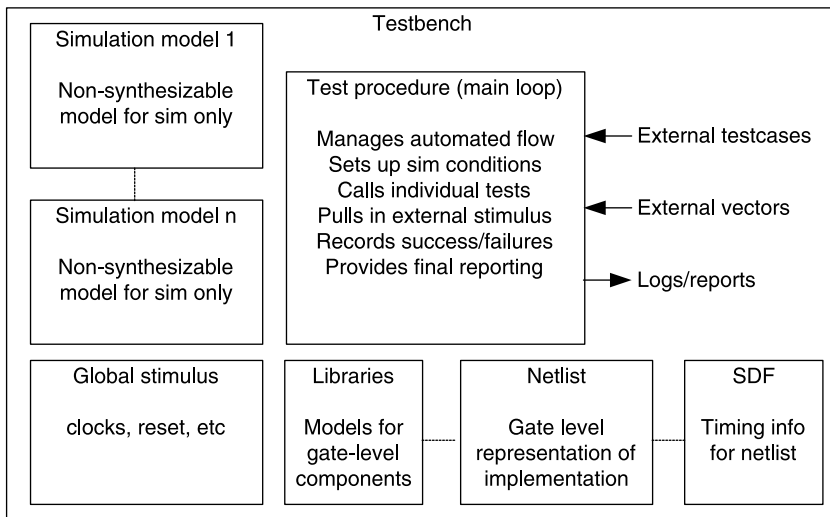 Testbench
Simulation model 1
Non-synthesizable
model for sim only
Simulation model n
Non-synthesizable
model for sim only
Test procedure (main loop)
Manages automated flow
Sets up sim conditions
Calls individual tests
Pulls in external stimulus
Records success/failures
Provides final reporting
External testcases
External vectors
Logs/reports
Global stimulus
clocks, reset, etc
Libraries
Models for
gate-level
components
Netlist
Gate level
representation of
implementation
SDF
Timing info
for netlist